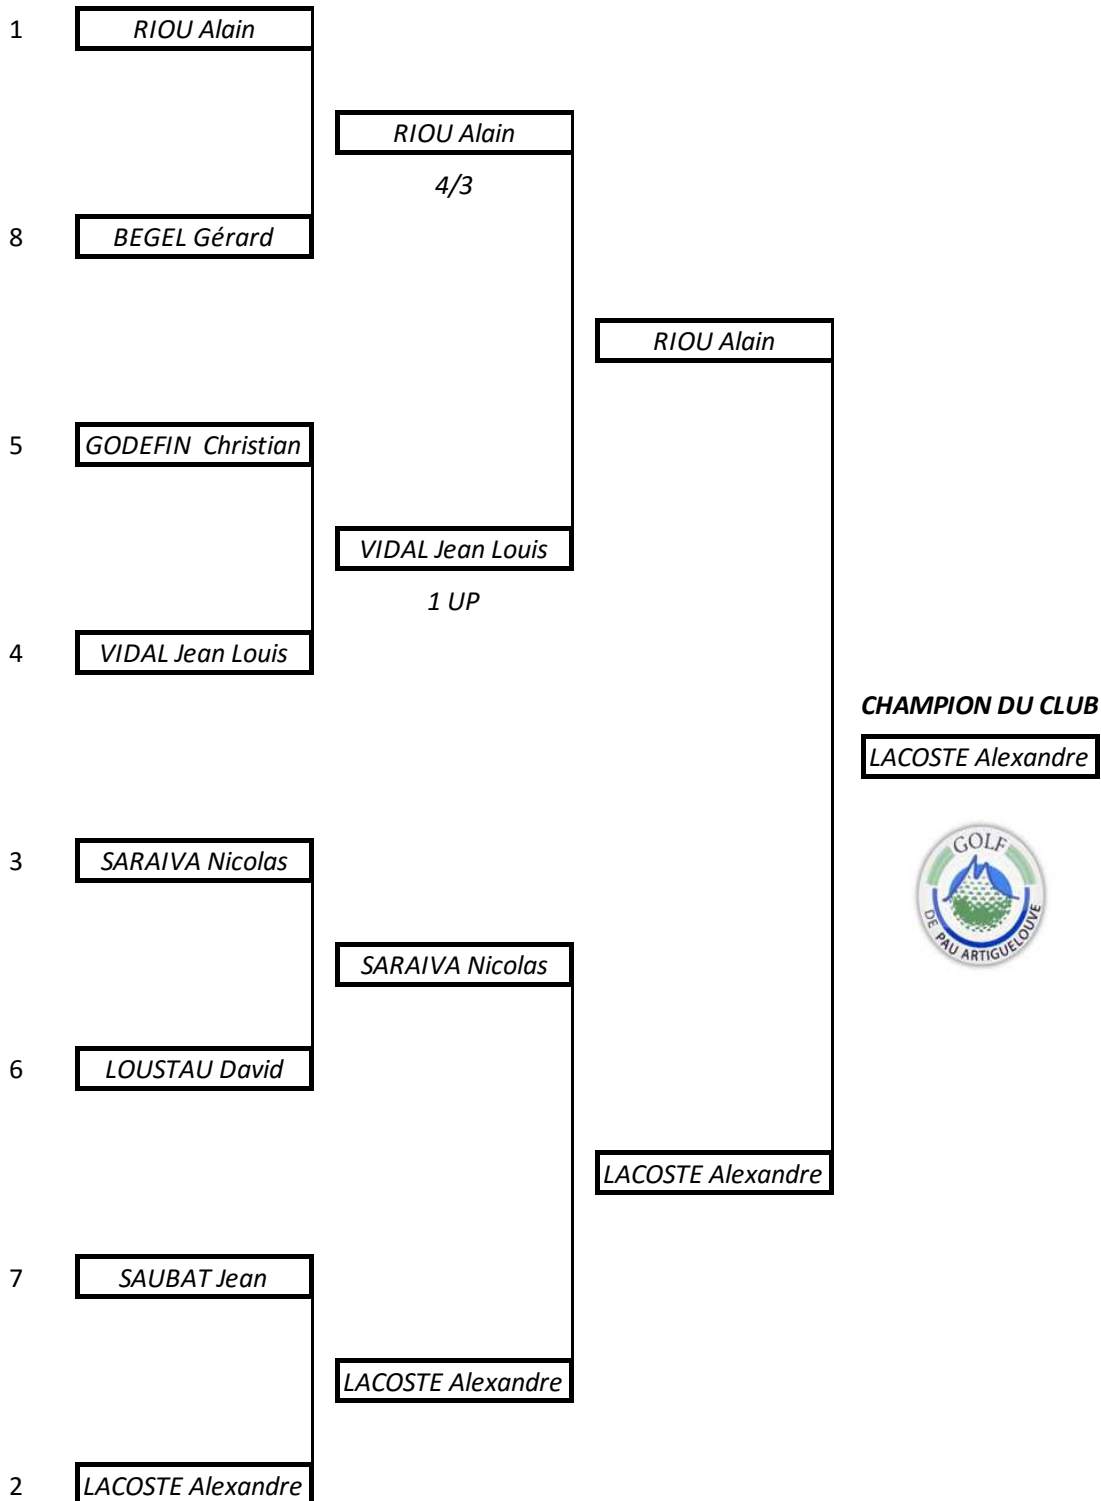 1 RIOU Alain
RIOU Alain
4/3
8 BEGEL Gérard
RIOU Alain
5 GODEFIN  Christian
VIDAL Jean Louis
1 UP
4 VIDAL Jean Louis
CHAMPION DU CLUB
LACOSTE Alexandre
3 SARAIVA Nicolas
GOLF
DE PAU ARTIGUELOUVE
SARAIVA Nicolas
6 LOUSTAU David
LACOSTE Alexandre
7 SAUBAT Jean
LACOSTE Alexandre
2 LACOSTE Alexandre